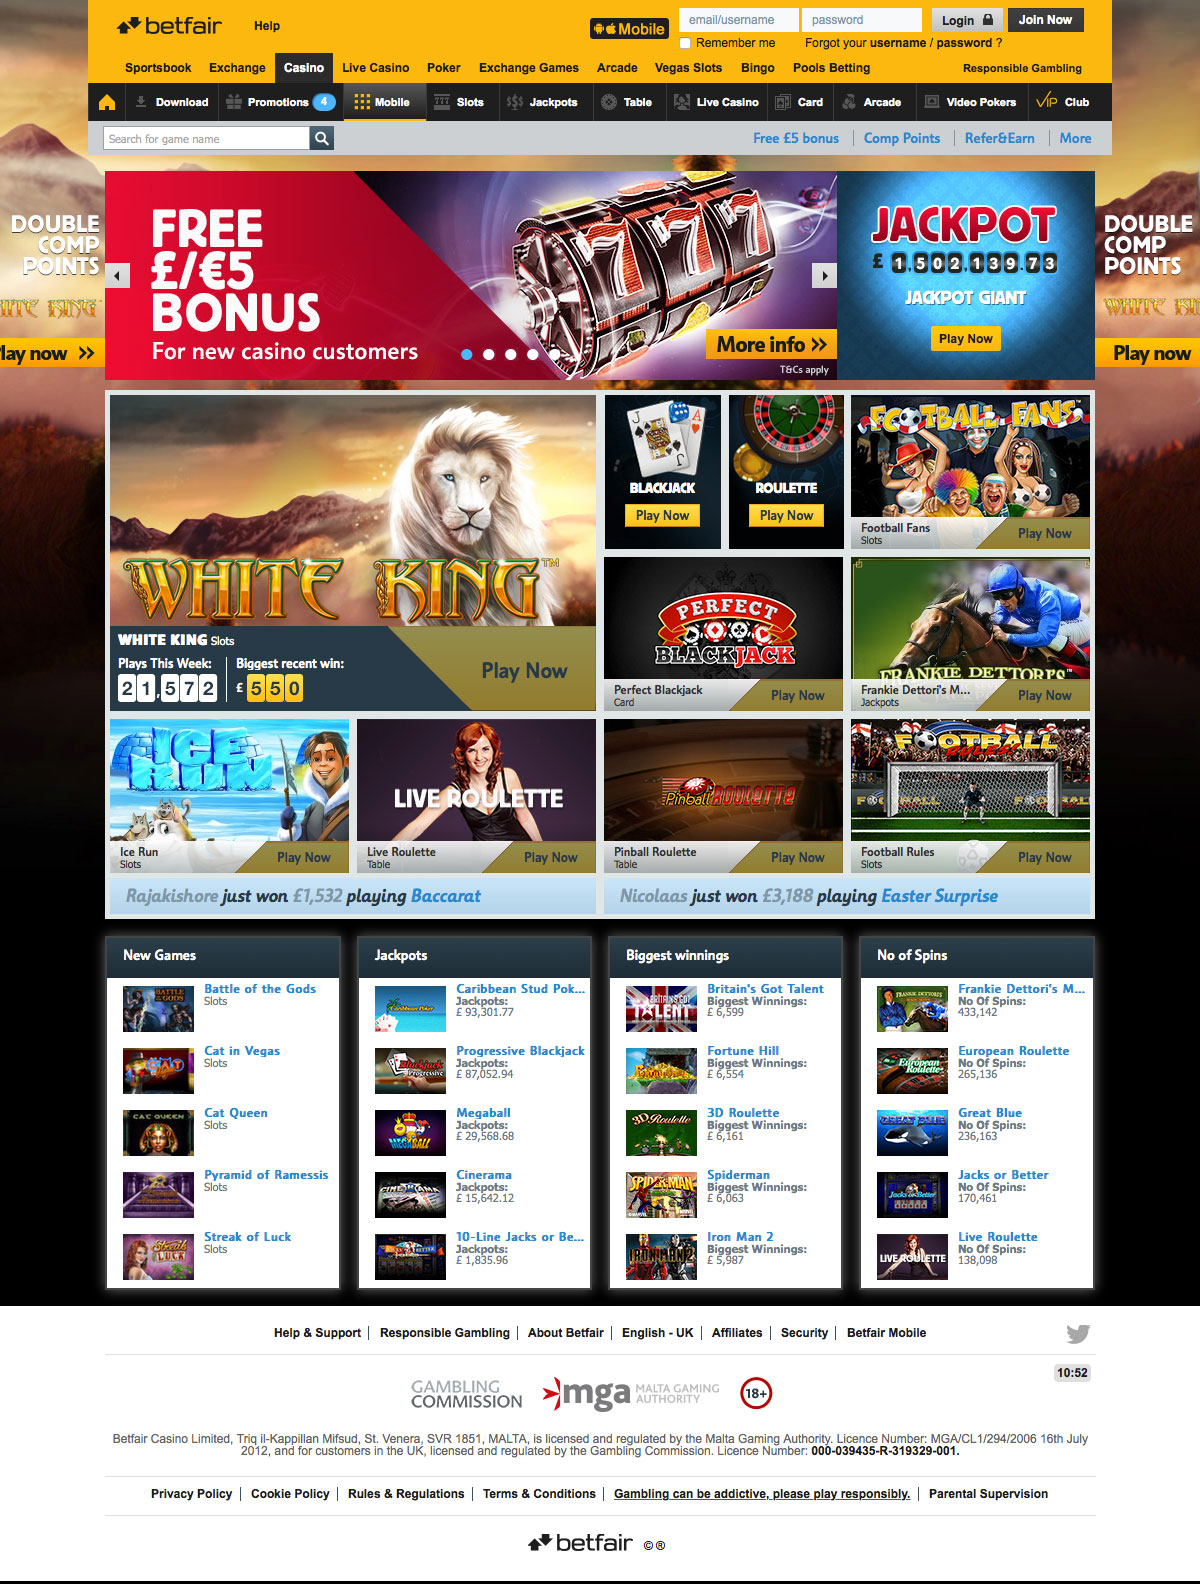 betfair
Help
Mobile
email/username
password
Login
Join Now
Remember me
Forgot your username / password ?
Sportsbook
Exchange
Casino
Live Casino
Poker
Exchange Games
Arcade
Vegas Slots
Bingo
Pools Betting
Responsible Gambling
Download
Promotions 4
Mobile
Slots
Jackpots
Table
Live Casino
Card
Arcade
Video Pokers
VIP Club
Search for game name
Free £5 bonus
Comp Points
Refer&Earn
More
DOUBLE
COMP
POINTS
WHITE KING
Play now »
FREE
£/€5
BONUS
For new casino customers
More info »
T&Cs apply
JACKPOT
£ 1,502,139.73
JACKPOT GIANT
Play Now
DOUBLE
COMP
POINTS
WHITE KING
Play now
WHITE KING™
WHITE KING Slots
Plays This Week:
21,572
Biggest recent win:
£ 550
Play Now
BLACKJACK
Play Now
ROULETTE
Play Now
FOOTBALL FANS™
Football Fans
Slots
Play Now
PERFECT
BLACKJACK
Perfect Blackjack
Card
Play Now
FRANKIE DETTORI'S
Frankie Dettori's M...
Jackpots
Play Now
ICE
RUN
Ice Run
Slots
Play Now
LIVE ROULETTE
Live Roulette
Table
Play Now
Pinball ROULETTE
Pinball Roulette
Table
Play Now
FOOTBALL
RULES!
Football Rules
Slots
Play Now
Rajakishore just won £1,532 playing Baccarat
Nicolaas just won £3,188 playing Easter Surprise
New Games
Battle of the Gods
Slots
Cat in Vegas
Slots
Cat Queen
Slots
Pyramid of Ramessis
Slots
Streak of Luck
Slots
Jackpots
Caribbean Stud Pok...
Jackpots:
£ 93,301.77
Progressive Blackjack
Jackpots:
£ 87,052.94
Megaball
Jackpots:
£ 29,568.68
Cinerama
Jackpots:
£ 15,642.12
10-Line Jacks or Be...
Jackpots:
£ 1,835.96
Biggest winnings
Britain's Got Talent
Biggest Winnings:
£ 6,599
Fortune Hill
Biggest Winnings:
£ 6,554
3D Roulette
Biggest Winnings:
£ 6,161
Spiderman
Biggest Winnings:
£ 6,063
Iron Man 2
Biggest Winnings:
£ 5,987
No of Spins
Frankie Dettori's M...
No Of Spins:
433,142
European Roulette
No Of Spins:
265,136
Great Blue
No Of Spins:
236,163
Jacks or Better
No Of Spins:
170,461
Live Roulette
No Of Spins:
138,098
Help & Support
Responsible Gambling
About Betfair
English - UK
Affiliates
Security
Betfair Mobile
10:52
GAMBLING
COMMISSION
mga MALTA GAMING
AUTHORITY
18+
Betfair Casino Limited, Triq il-Kappillan Mifsud, St. Venera, SVR 1851, MALTA, is licensed and regulated by the Malta Gaming Authority. Licence Number: MGA/CL1/294/2006 16th July
2012, and for customers in the UK, licensed and regulated by the Gambling Commission. Licence Number: 000-039435-R-319329-001.
Privacy Policy
Cookie Policy
Rules & Regulations
Terms & Conditions
Gambling can be addictive, please play responsibly.
Parental Supervision
betfair ©®